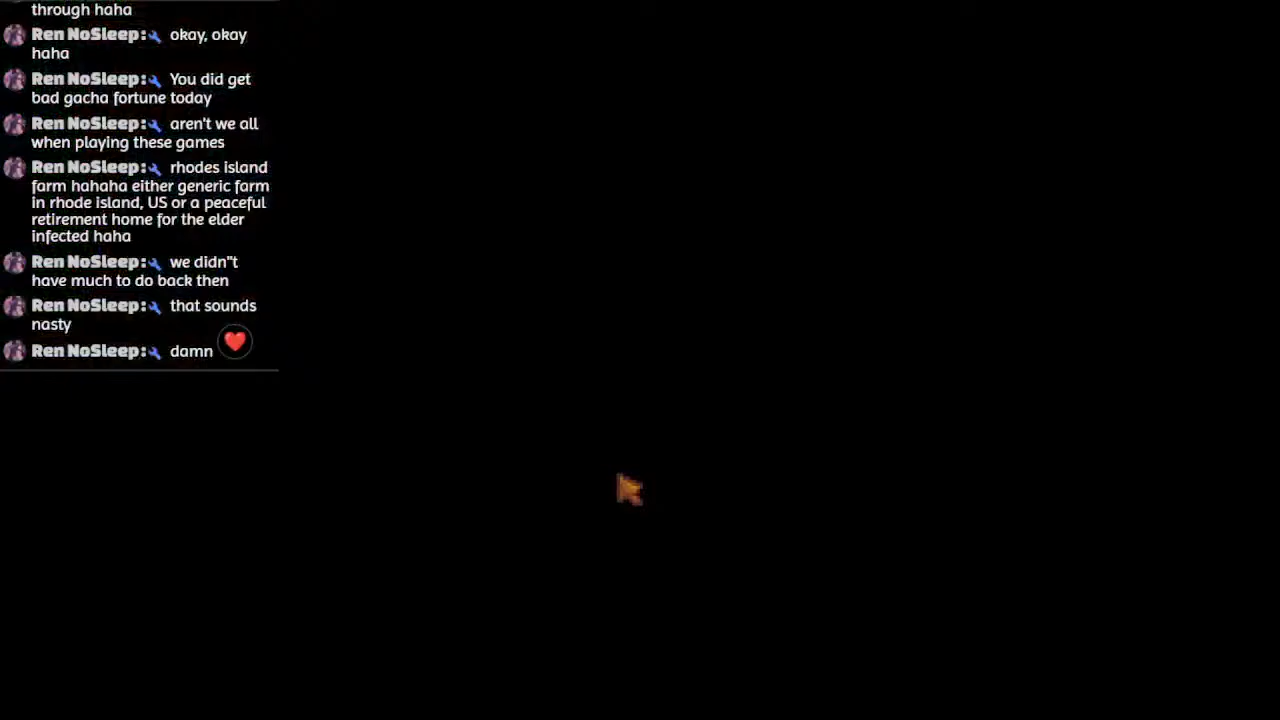 through haha
Ren NoSleep: okay, okay
haha
Ren NoSleep: You did get
bad gacha fortune today
Ren NoSleep: aren't we all
when playing these games
Ren NoSleep: rhodes island
farm hahaha either generic farm
in rhode island, US or a peaceful
retirement home for the elder
infected haha
Ren NoSleep: we didn"t
have much to do back then
Ren NoSleep: that sounds
nasty
Ren NoSleep: damn